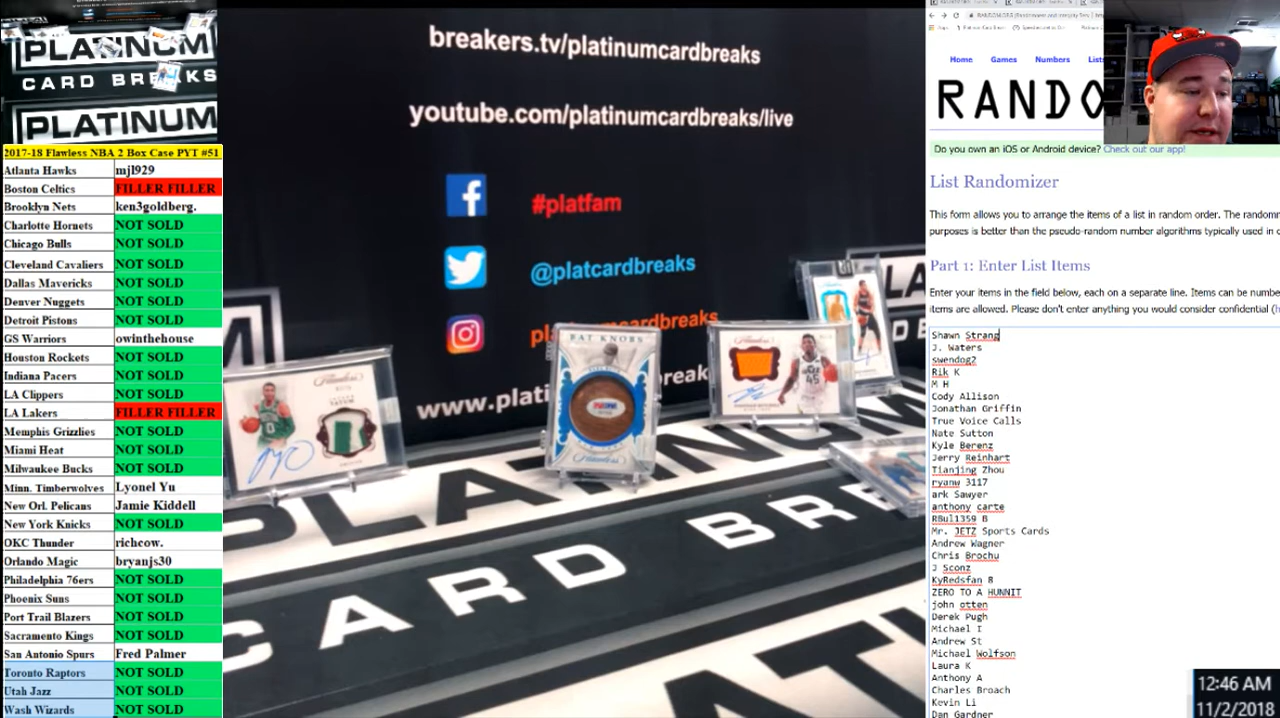 PLATINUM
CARD BREAKS
PLATINUM
2017-18 Flawless NBA 2 Box Case PYT #51
Atlanta Hawks mjl929
Boston Celtics FILLER FILLER
Brooklyn Nets ken3goldberg.
Charlotte Hornets NOT SOLD
Chicago Bulls NOT SOLD
Cleveland Cavaliers NOT SOLD
Dallas Mavericks NOT SOLD
Denver Nuggets NOT SOLD
Detroit Pistons NOT SOLD
GS Warriors owinthehouse
Houston Rockets NOT SOLD
Indiana Pacers NOT SOLD
LA Clippers NOT SOLD
LA Lakers FILLER FILLER
Memphis Grizzlies NOT SOLD
Miami Heat NOT SOLD
Milwaukee Bucks NOT SOLD
Minn. Timberwolves Lyonel Yu
New Orl. Pelicans Jamie Kiddell
New York Knicks NOT SOLD
OKC Thunder richcow.
Orlando Magic bryanjs30
Philadelphia 76ers NOT SOLD
Phoenix Suns NOT SOLD
Port Trail Blazers NOT SOLD
Sacramento Kings NOT SOLD
San Antonio Spurs Fred Palmer
Toronto Raptors NOT SOLD
Utah Jazz NOT SOLD
Wash Wizards NOT SOLD
breakers.tv/platinumcardbreaks
youtube.com/platinumcardbreaks/live
#platfam
@platcardbreaks
platinumcardbreaks
www.plati
BAT KNOBS
Flawless
45
ARD BRE
Home Games Numbers Lists
RANDO
Do you own an iOS or Android device? Check out our app!
List Randomizer
This form allows you to arrange the items of a list in random order. The randomn
purposes is better than the pseudo-random number algorithms typically used in c
Part 1: Enter List Items
Enter your items in the field below, each on a separate line. Items can be numbe
items are allowed. Please don't enter anything you would consider confidential (h
Shawn Strang
J. Waters
swendog2
Rik K
M H
Cody Allison
Jonathan Griffin
True Voice Calls
Nate Sutton
Kyle Berenz
Jerry Reinhart
Tianjing Zhou
ryanw 3117
ark Sawyer
anthony carte
R8ul1359 B
Mr. JETZ Sports Cards
Andrew Wagner
Chris Brochu
J Sconz
KyRedsfan 8
ZERO TO A HUNNIT
john otten
Derek Pugh
Michael I
Andrew St
Michael Wolfson
Laura K
Anthony A
Charles Broach
Kevin Li
Dan Gardner
12:46 AM
11/2/2018